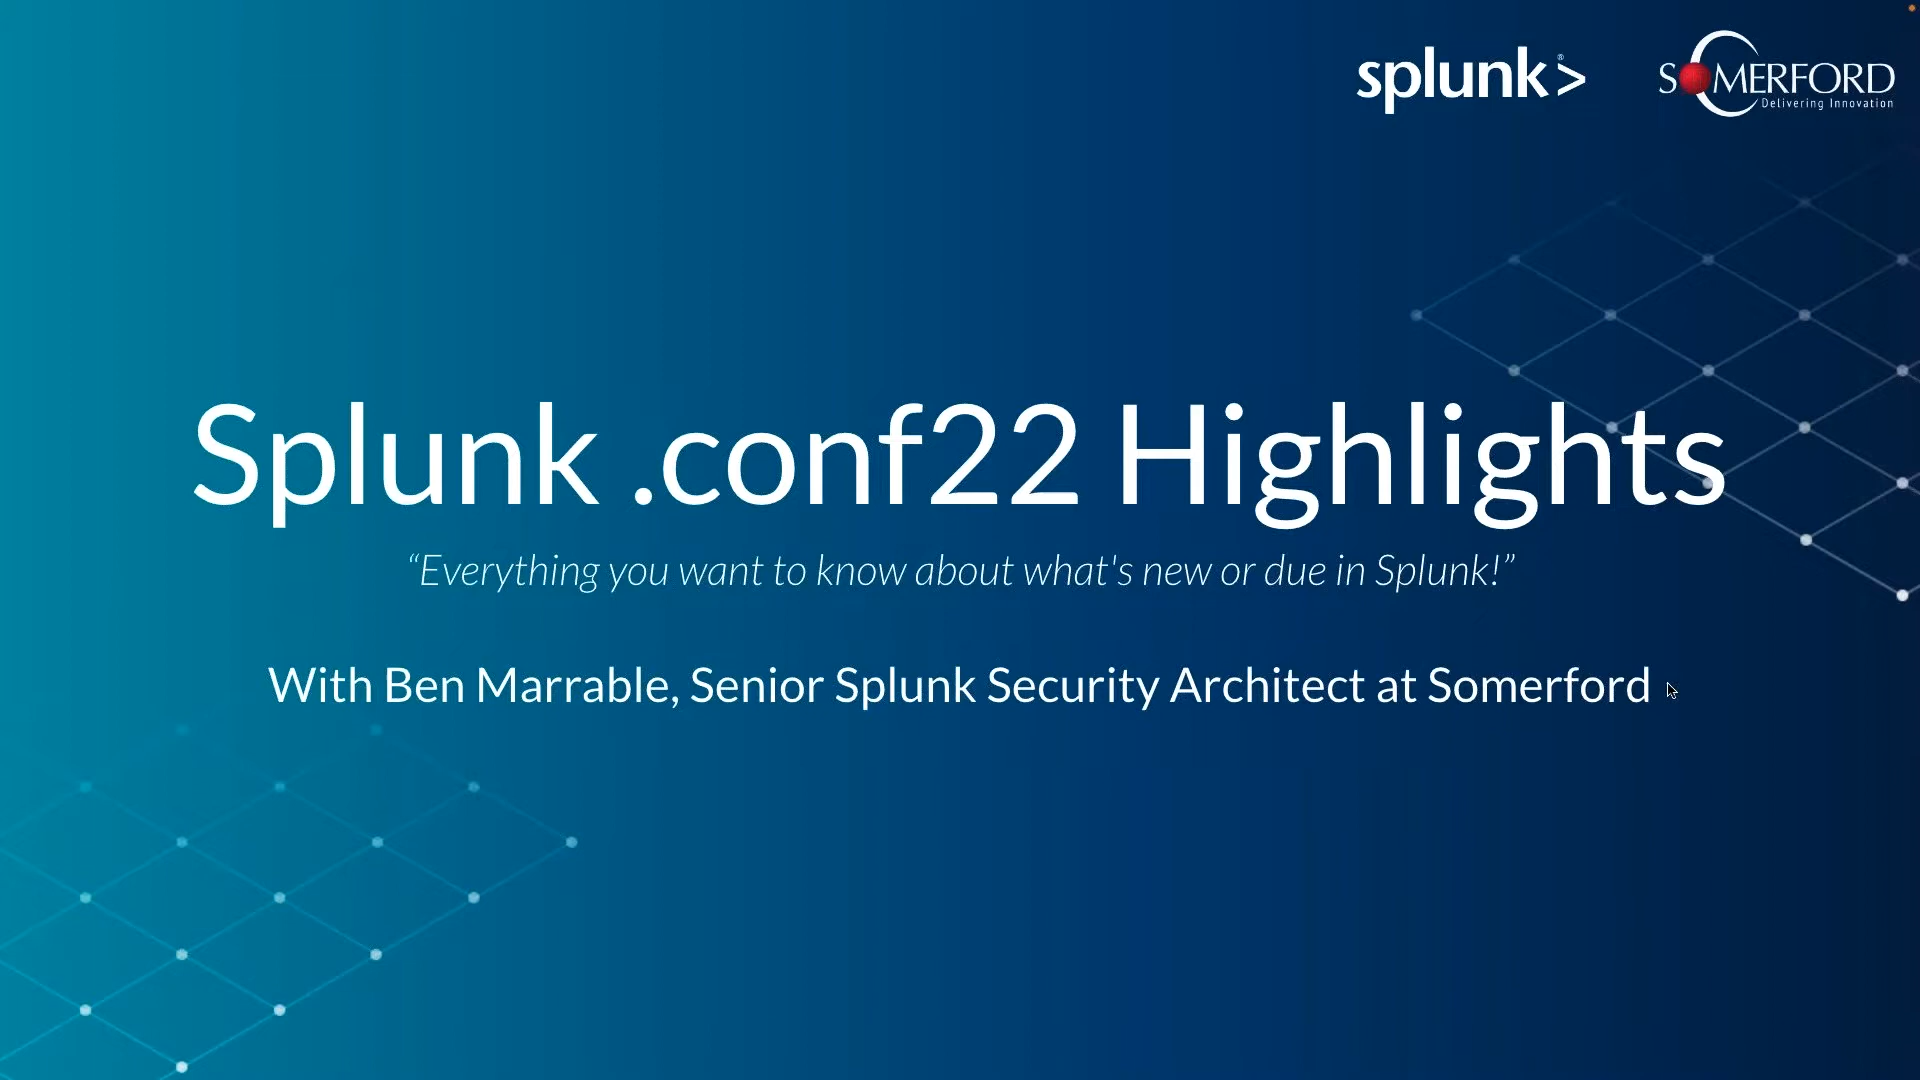 splunk>®
SOMERFORD
Delivering Innovation
Splunk .conf22 Highlights
“Everything you want to know about what's new or due in Splunk!”
With Ben Marrable, Senior Splunk Security Architect at Somerford